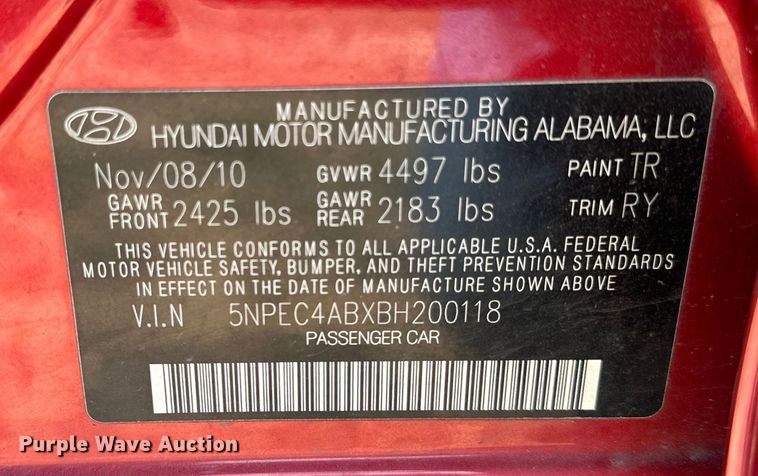 MANUFACTURED BY
HYUNDAI MOTOR MANUFACTURING ALABAMA, LLC
Nov/08/10 GVWR 4497 lbs PAINT TR
GAWR FRONT 2425 lbs GAWR REAR 2183 lbs TRIM RY
THIS VEHICLE CONFORMS TO ALL APPLICABLE U.S.A. FEDERAL
MOTOR VEHICLE SAFETY, BUMPER, AND THEFT PREVENTION STANDARDS
IN EFFECT ON THE DATE OF MANUFACTURE SHOWN ABOVE
V.I.N 5NPEC4ABXBH200118
PASSENGER CAR
Purple Wave Auction